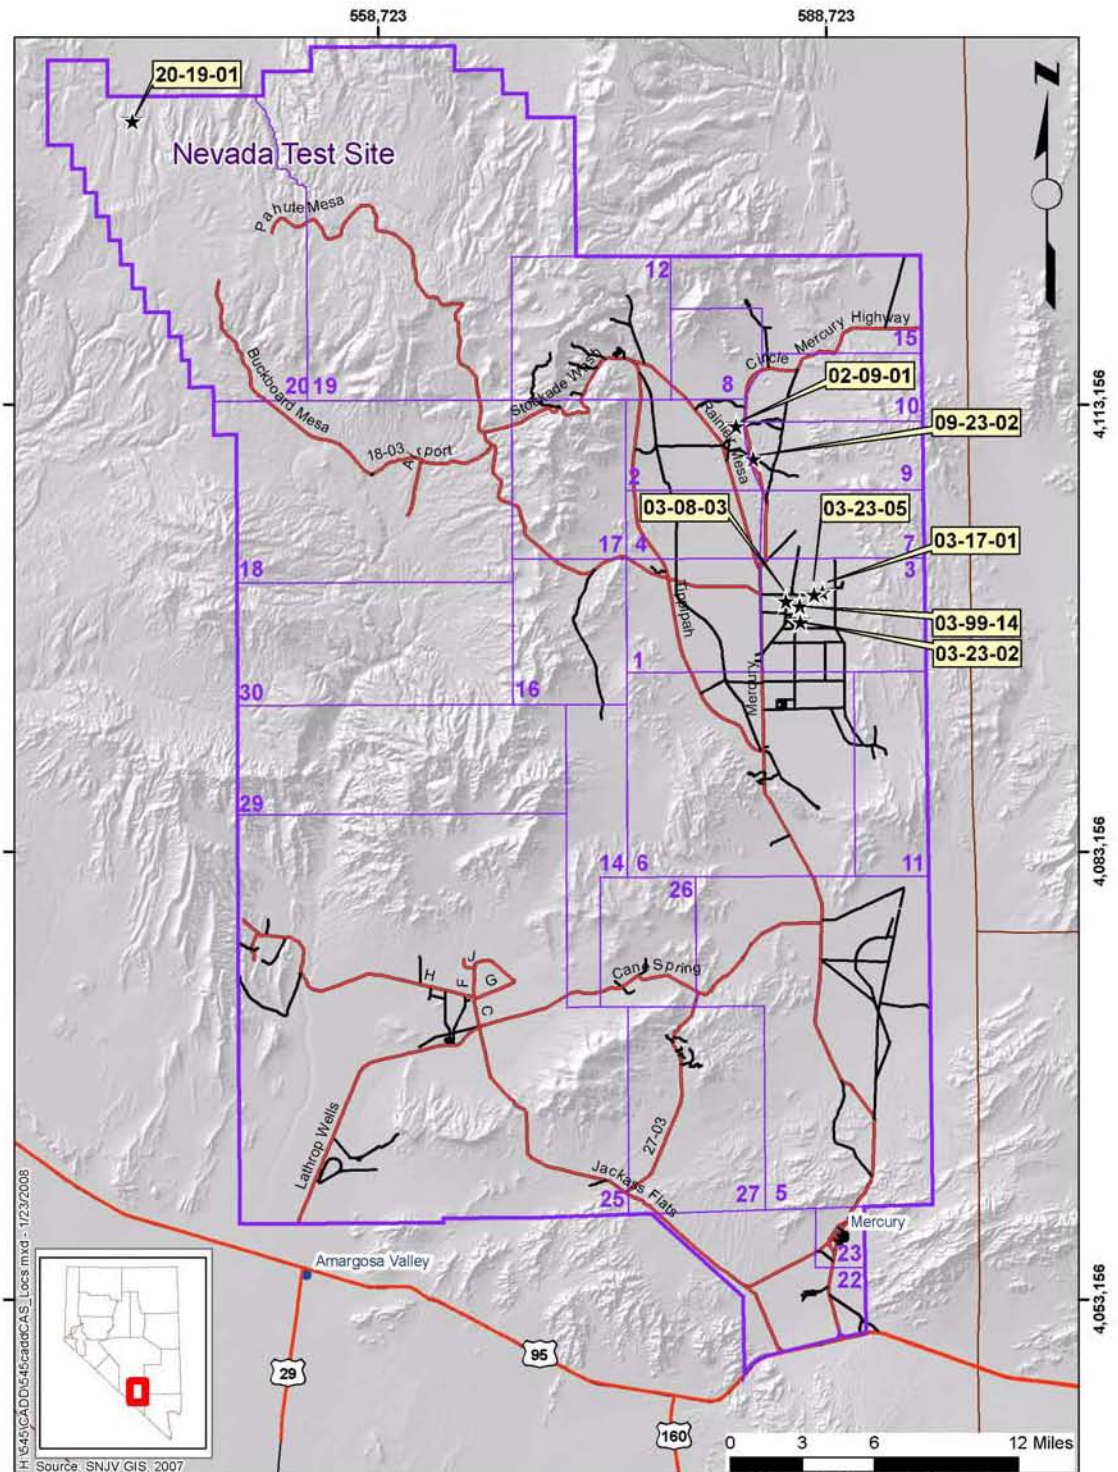 558,723
588,723
20-19-01
N
Nevada Test Site
Pahute Mesa
12
Circle
Mercury
Highway
15
Buckboard Mesa
20
19
Stockade Wash
8
02-09-01
10
4,113,156
Rainier Mesa
09-23-02
18-03
Airport
2
9
03-08-03
03-23-05
03-17-01
17
4
7
3
18
Tippipah
03-99-14
03-23-02
1
30
16
Mercury
29
14
6
11
4,083,156
26
Cane Spring
J
H
F
G
C
Lathrop Wells
27-03
Jackass Flats
25
27
5
Mercury
23
22
Amargosa Valley
4,053,156
29
95
160
0 3 6 12 Miles
H:\545\CADD\545caddCAS_Locs.mxd - 1/23/2008
Source: SNJV GIS, 2007